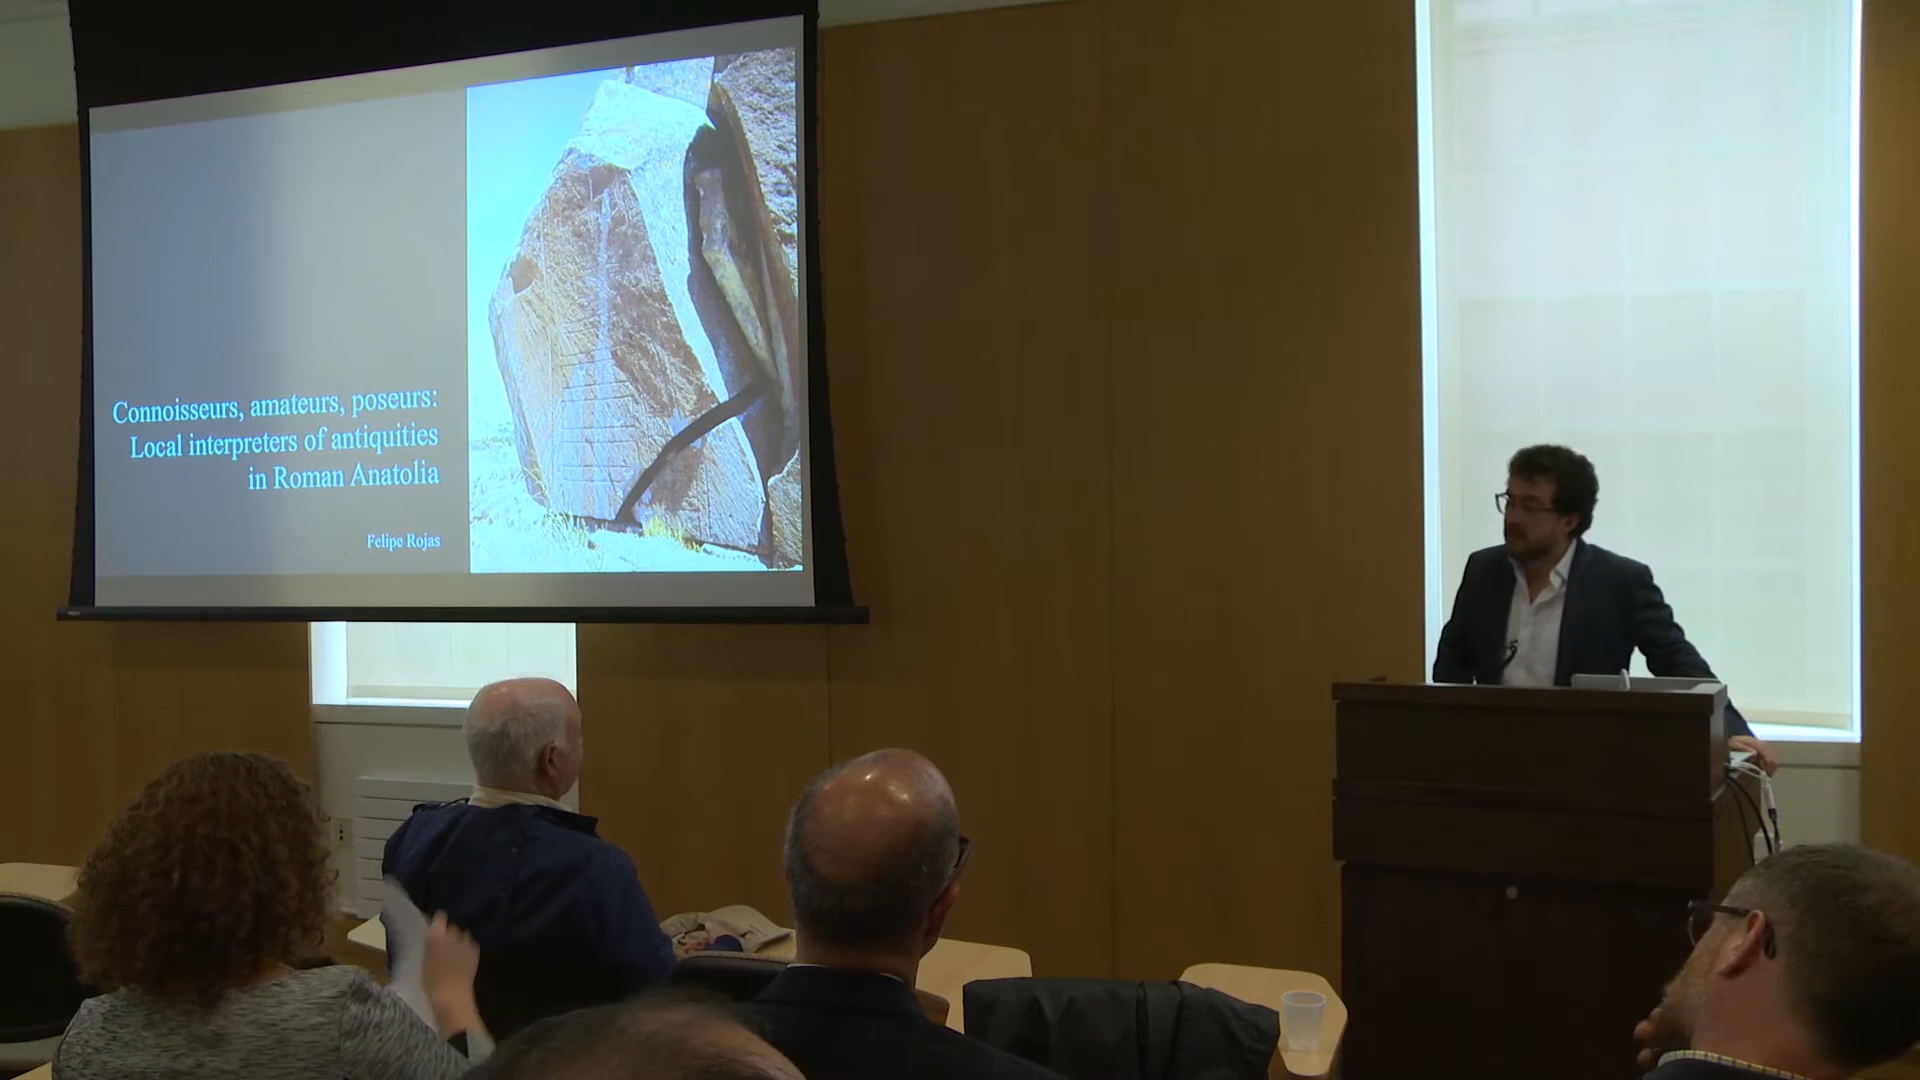 Connoisseurs, amateurs, poseurs:
Local interpreters of antiquities
in Roman Anatolia
Felipe Rojas